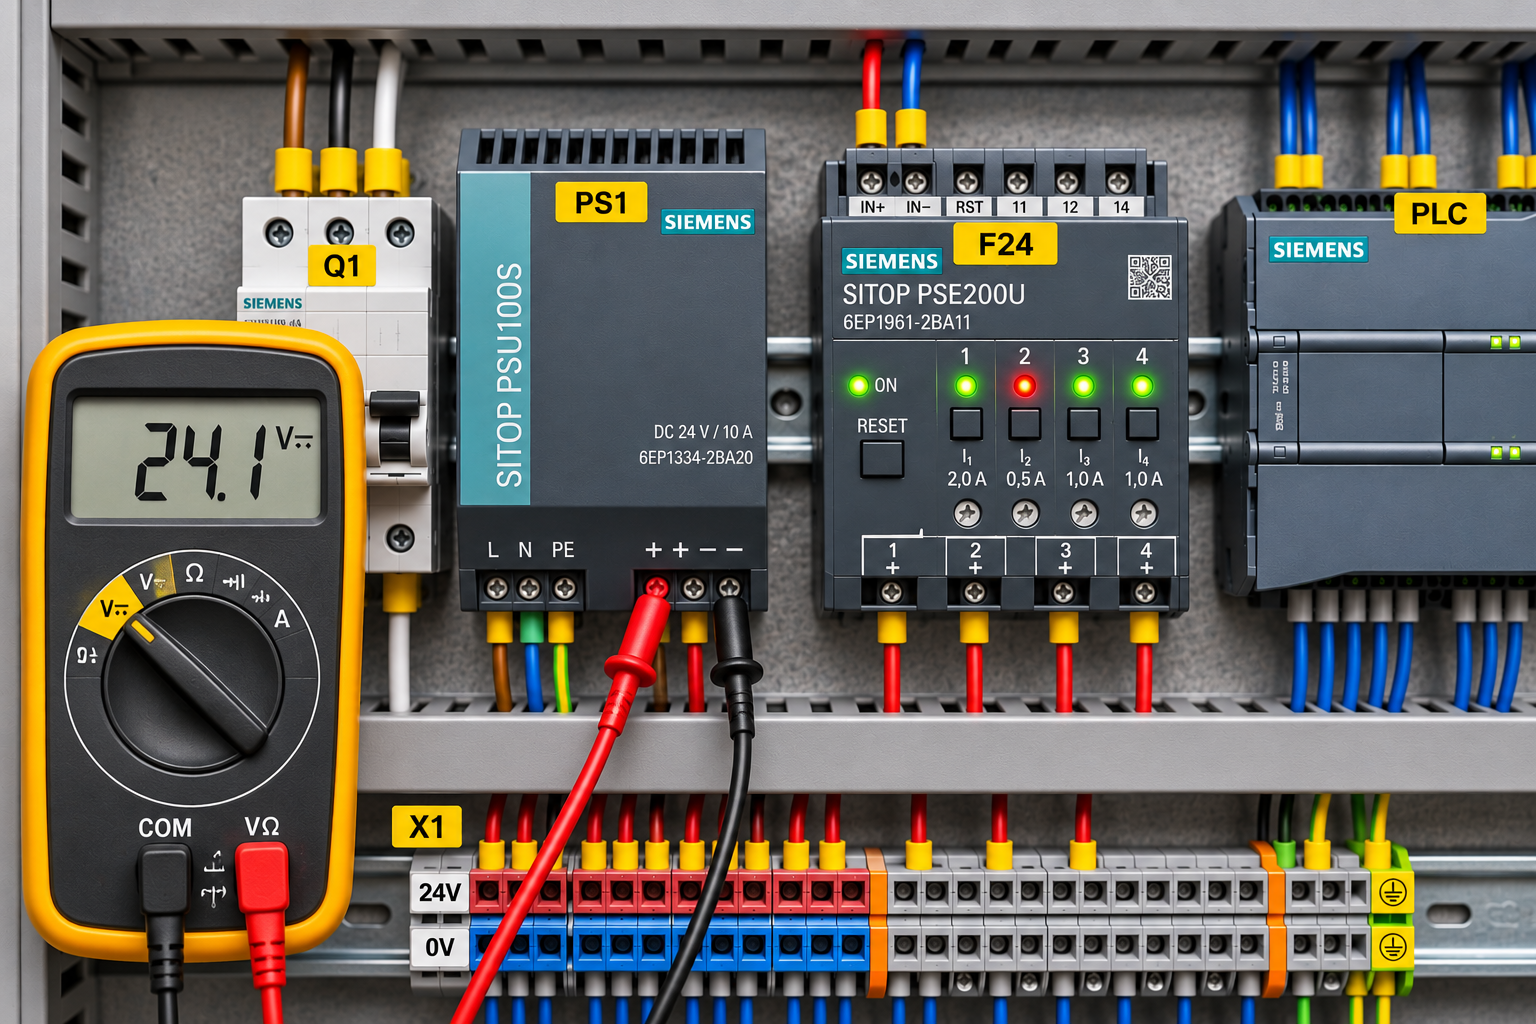 Q1
SIEMENS
PS1
SIEMENS
SITOP PSU100S
DC 24 V / 10 A
6EP1334-2BA20
L N PE
+ + – –
IN+ IN– RST 11 12 14
F24
SIEMENS
SITOP PSE200U
6EP1961-2BA11
1 2 3 4
ON
RESET
I₁ I₂ I₃ I₄
2,0 A 0,5 A 1,0 A 1,0 A
1 2 3 4
+ + + +
PLC
SIEMENS
24.1 V
V
V
Ω
A
COM VΩ
X1
24V
0V